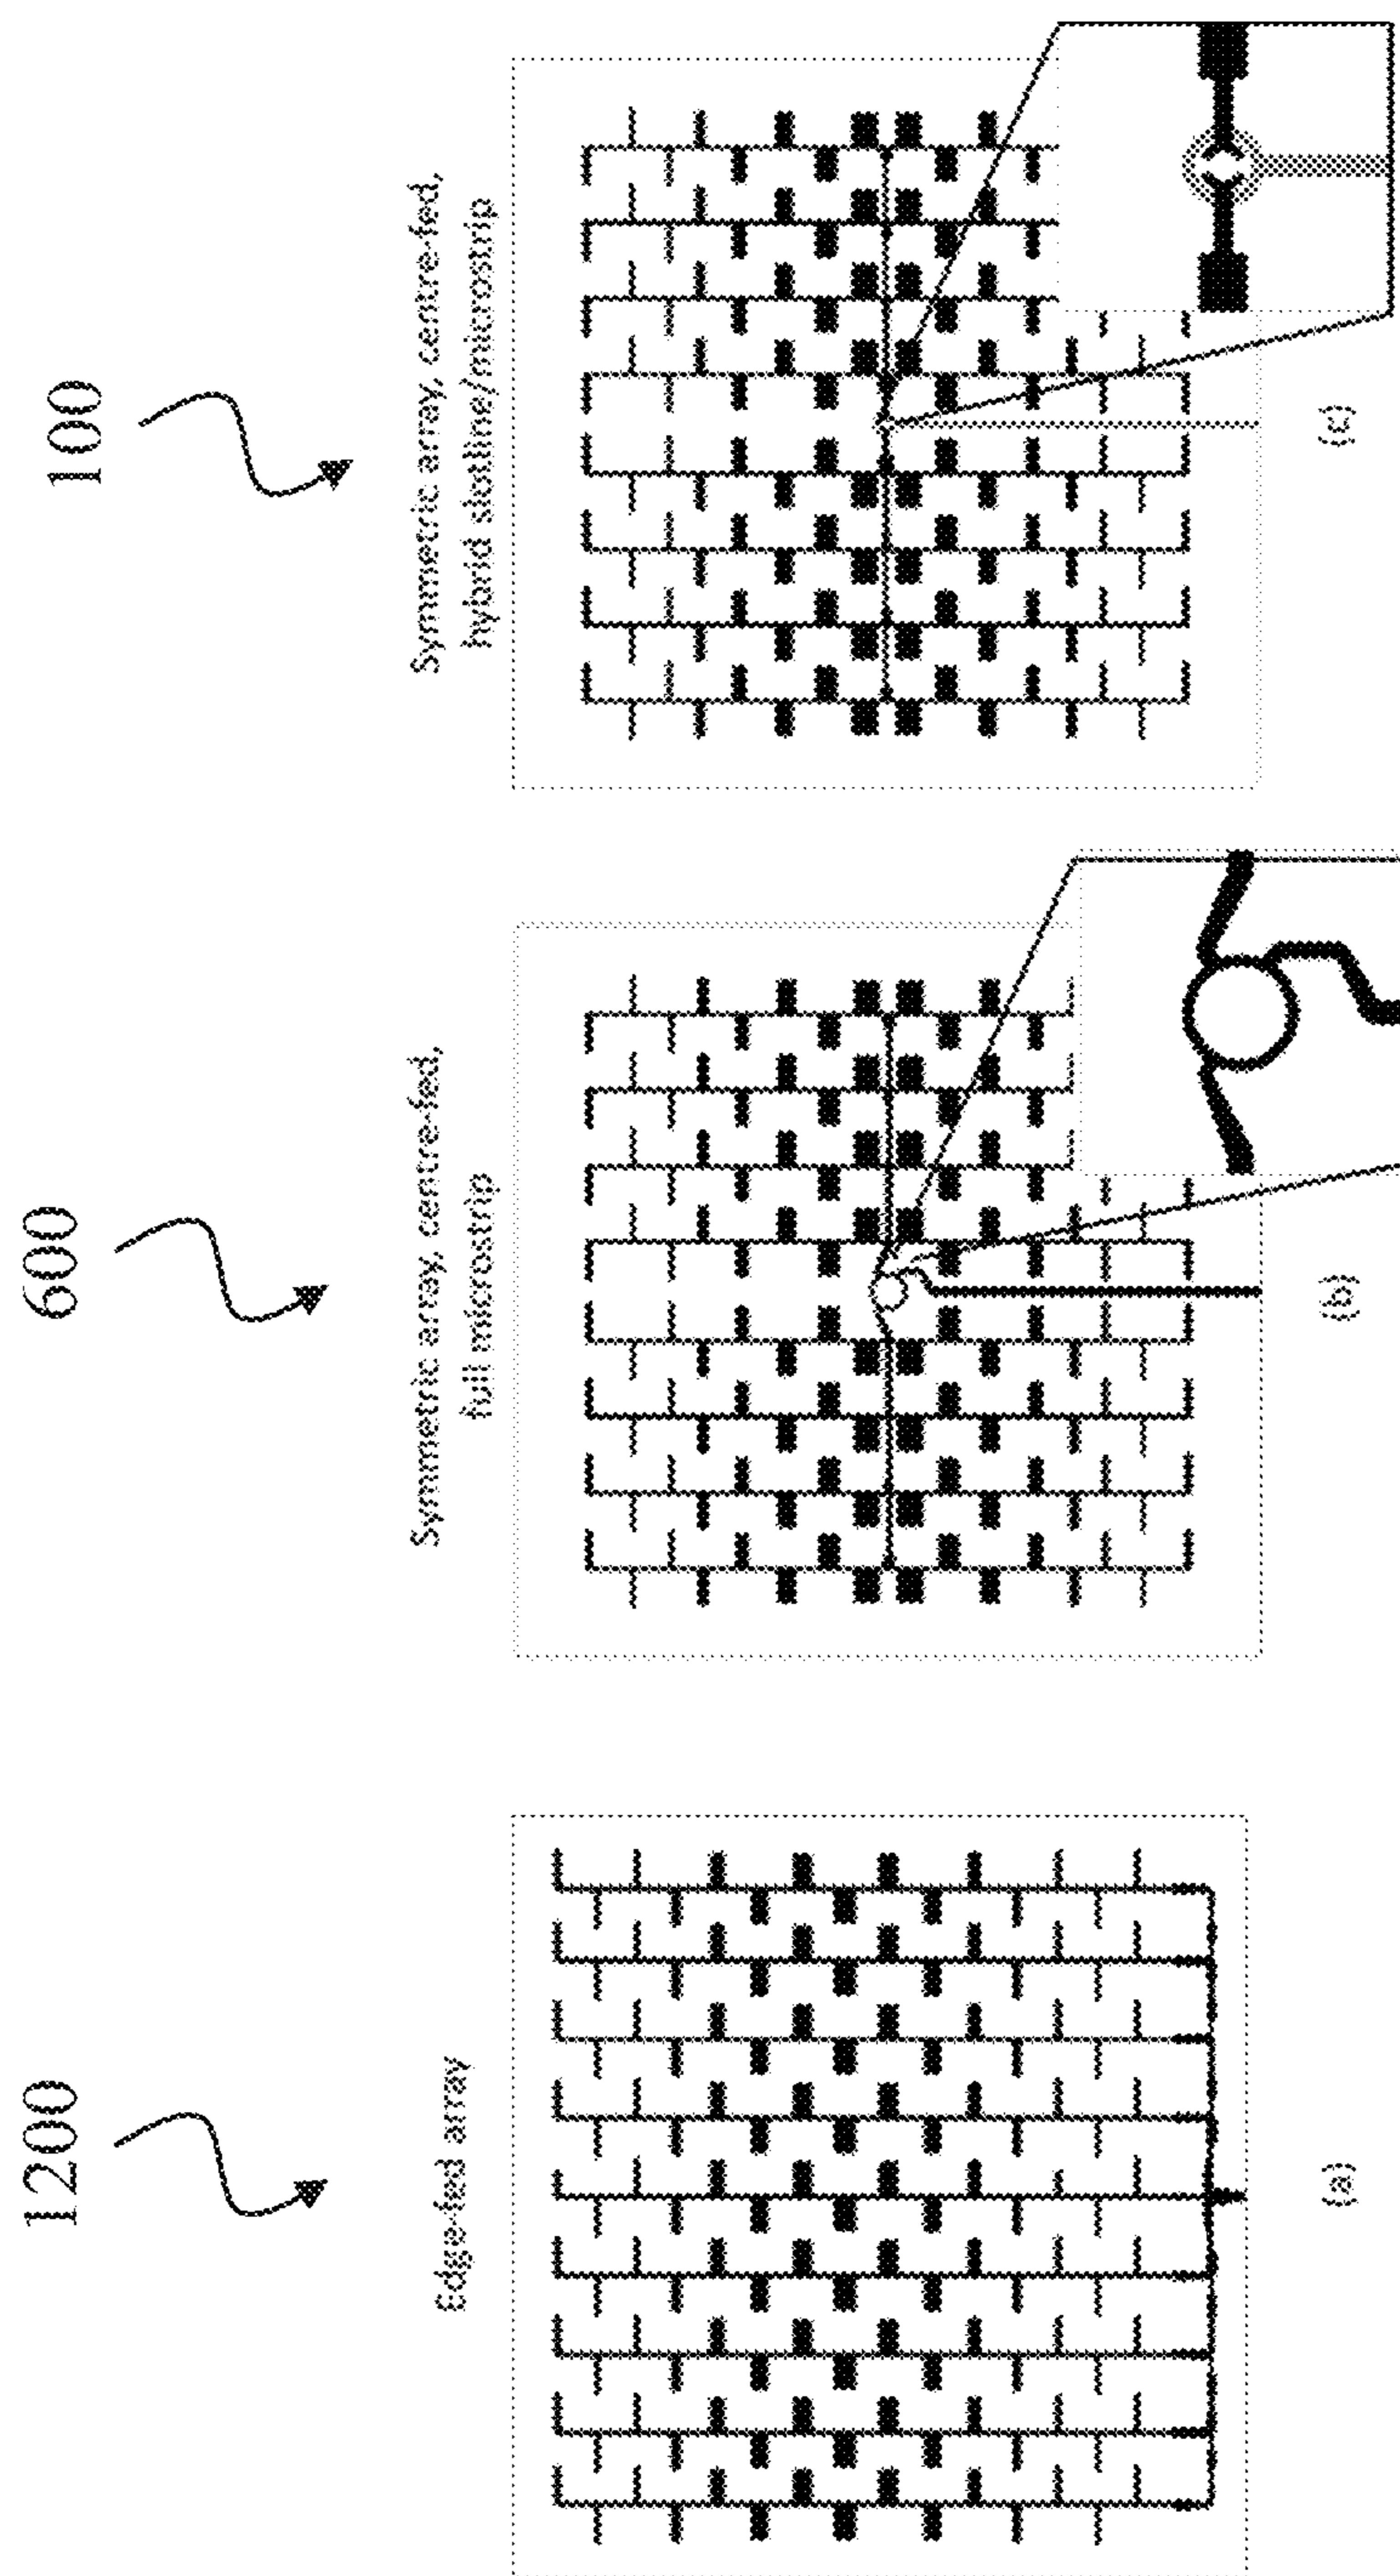 1200
Edge-fed array
(a)
600
Symmetric array, centre-fed,
full microstrip
(b)
100
Symmetric array, centre-fed,
hybrid slotline/microstrip
(c)